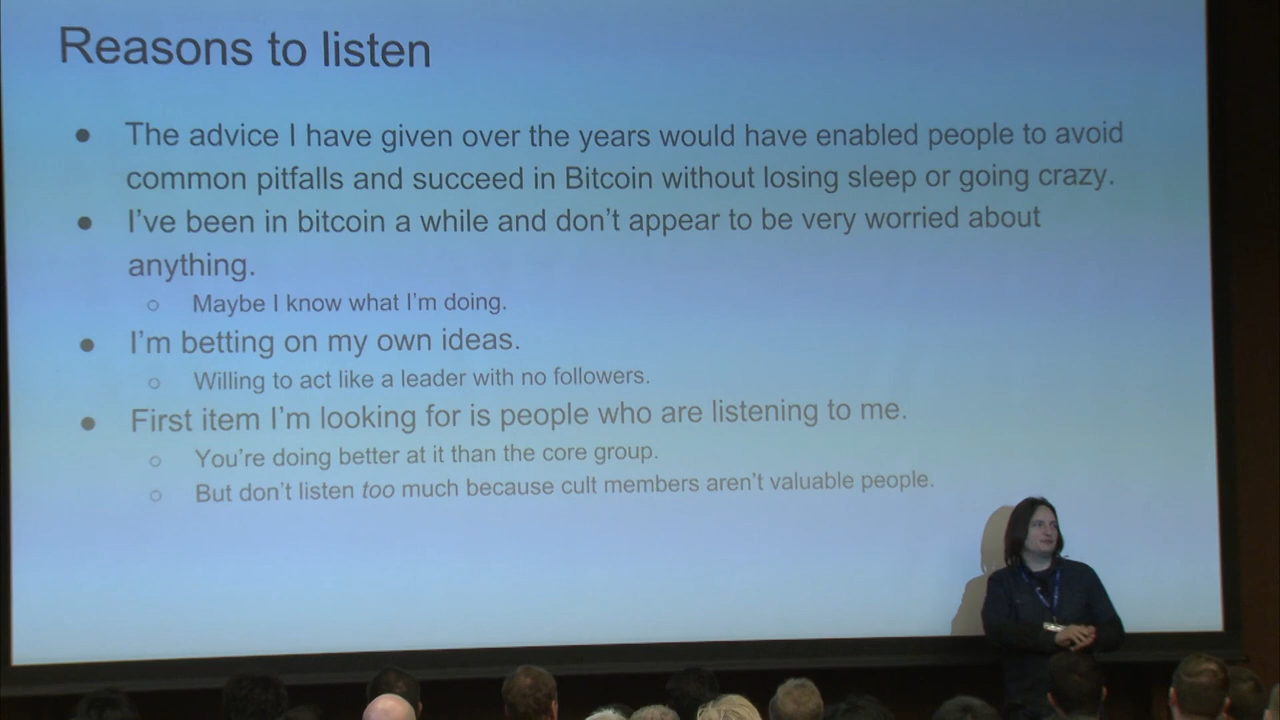 Reasons to listen
● The advice I have given over the years would have enabled people to avoid
common pitfalls and succeed in Bitcoin without losing sleep or going crazy.
● I've been in bitcoin a while and don't appear to be very worried about
anything.
○ Maybe I know what I'm doing.
● I'm betting on my own ideas.
○ Willing to act like a leader with no followers.
● First item I'm looking for is people who are listening to me.
○ You're doing better at it than the core group.
○ But don't listen too much because cult members aren't valuable people.